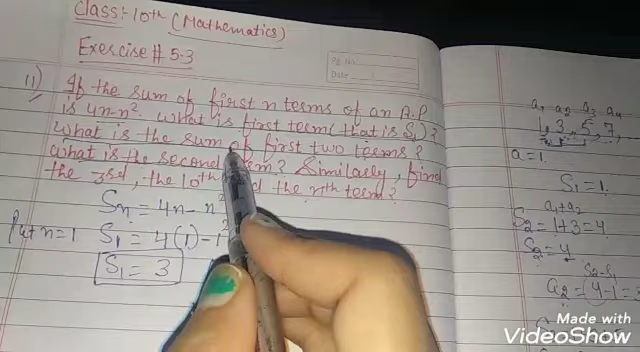 Class:- 10th (Mathematics)
Exercise # 5.3
11) If the sum of first n terms of an A.P
is 4n-n². What is first term (that is S₁)?
What is the sum of first two terms?
What is the second term? Similarly, find
the 3rd, the 10th and the nth term?
Sn = 4n - n²
Put n=1 S₁ = 4(1) - 1²
S₁ = 3
a₁ a₂ a₃ a₄
1, 3, 5, 7,
a = 1.
S₁ = 1.
a₁+a₂
S₂ = 1+3 = 4
S₂ = 4
S₂-S₁
a₂ = 4-1 =
Made with
VideoShow